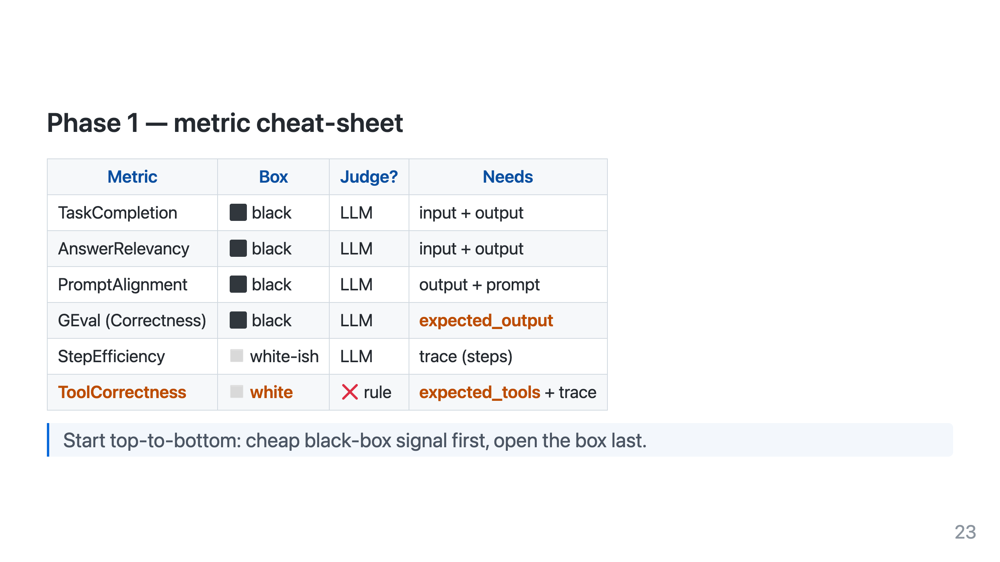 Phase 1 — metric cheat-sheet
Metric Box Judge? Needs
TaskCompletion black LLM input + output
AnswerRelevancy black LLM input + output
PromptAlignment black LLM output + prompt
GEval (Correctness) black LLM expected_output
StepEfficiency white-ish LLM trace (steps)
ToolCorrectness white ❌ rule expected_tools + trace
Start top-to-bottom: cheap black-box signal first, open the box last.
23